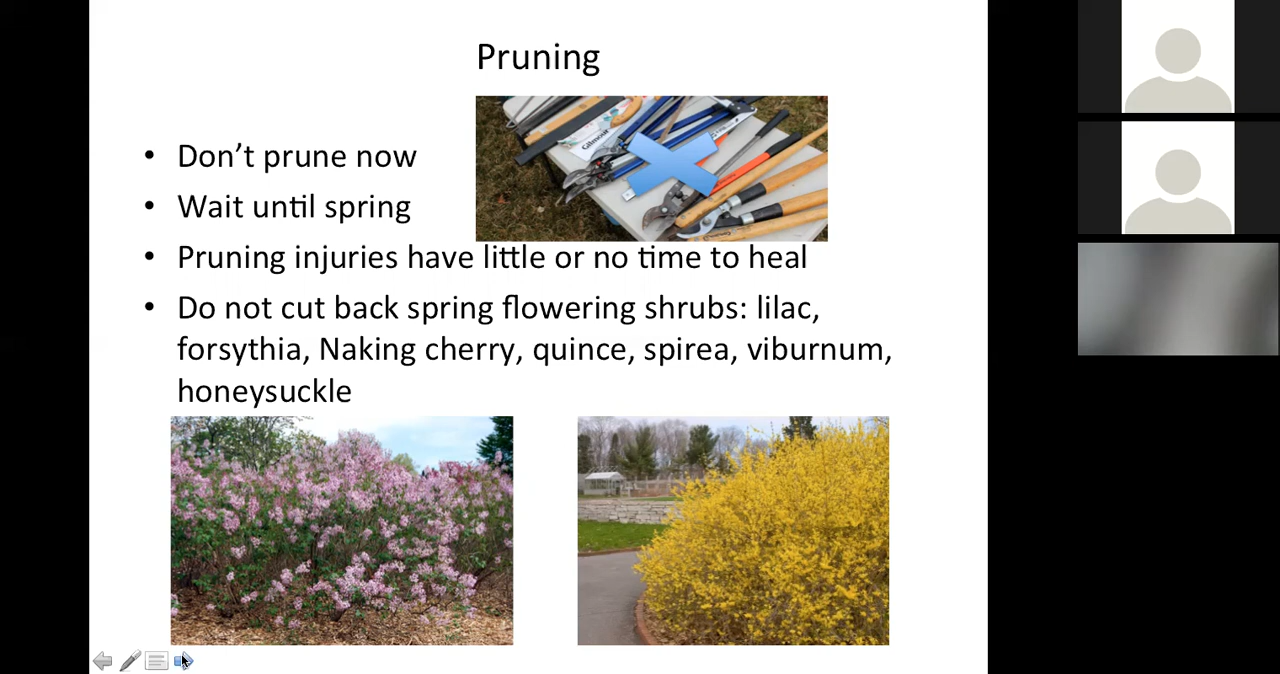 Pruning
Gilmour
• Don't prune now
• Wait until spring
• Pruning injuries have little or no time to heal
• Do not cut back spring flowering shrubs: lilac,
forsythia, Naking cherry, quince, spirea, viburnum,
honeysuckle